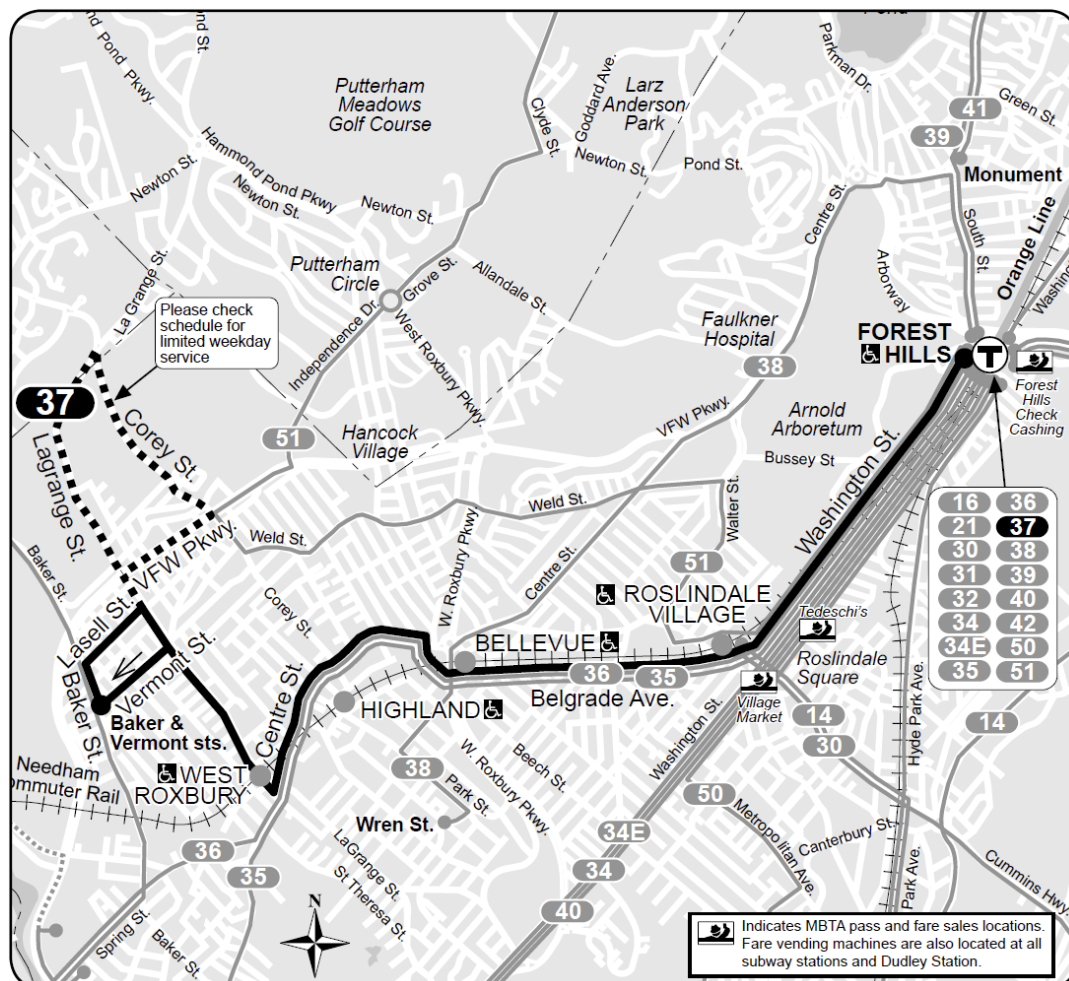 Pond Pkwy.
Pond St.
Pond
Putterham
Meadows
Golf Course
Clyde St.
Goddard Ave.
Larz
Anderson
Park
Parkman Dr.
Green St.
41
39
Monument
Newton St.
Hammond Pond Pkwy
Newton St.
Newton St.
Newton St.
Pond St.
Centre St.
South St.
Orange Line
Washington
La Grange St.
Putterham
Circle
Grove St.
Allandale St.
Arborway
Please check
schedule for
limited weekday
service
Independence Dr.
West Roxbury Pkwy.
Faulkner
Hospital
38
FOREST
HILLS
T
Forest
Hills
Check
Cashing
37
Corey St.
Lagrange St.
51
Hancock
Village
VFW Pkwy.
Arnold
Arboretum
Bussey St
Washington St.
16 36
21 37
30 38
31 39
32 40
34 42
34E 50
35 51
Weld St.
Weld St.
Walter St.
VFW Pkwy.
Baker St.
W. Roxbury Pkwy.
Centre St.
51
ROSLINDALE
VILLAGE
Tedeschi's
Lasell St.
Corey St.
BELLEVUE
Roslindale
Square
Vermont St.
Baker St.
Centre St.
36
35
Belgrade Ave.
Village
Market
HIGHLAND
Baker &
Vermont sts.
Washington St.
14
30
14
Hyde Park Ave.
WEST
ROXBURY
Needham
ommuter Rail
38
Park St.
W. Roxbury Pkwy.
Beech St.
50
Metropolitan Ave.
Canterbury St.
Wren St.
34E
36
35
LaGrange St.
St Theresa St.
34
40
Park Ave.
Cummins Hwy.
Spring St.
Baker St.
N
Indicates MBTA pass and fare sales locations.
Fare vending machines are also located at all
subway stations and Dudley Station.